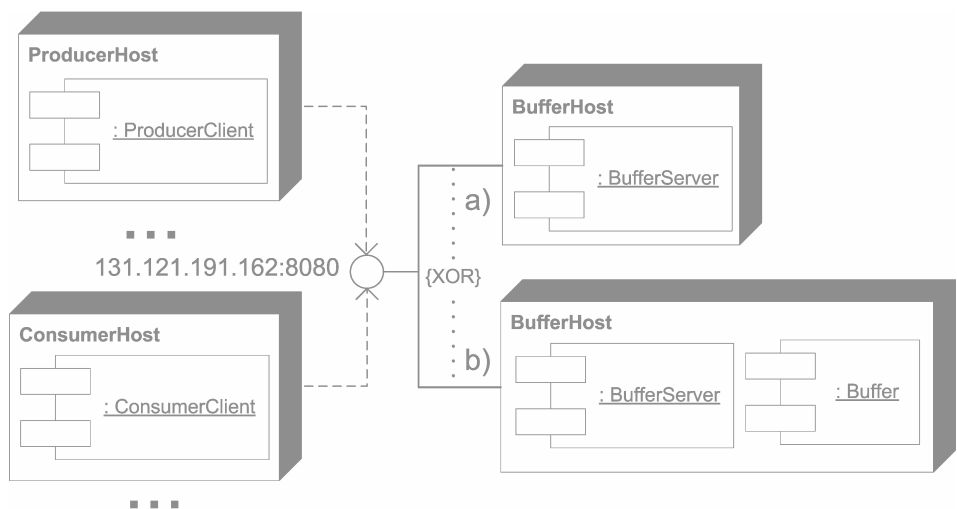 ProducerHost
: ProducerClient
...
131.121.191.162:8080
ConsumerHost
: ConsumerClient
...
{XOR}
a)
BufferHost
: BufferServer
b)
BufferHost
: BufferServer
: Buffer